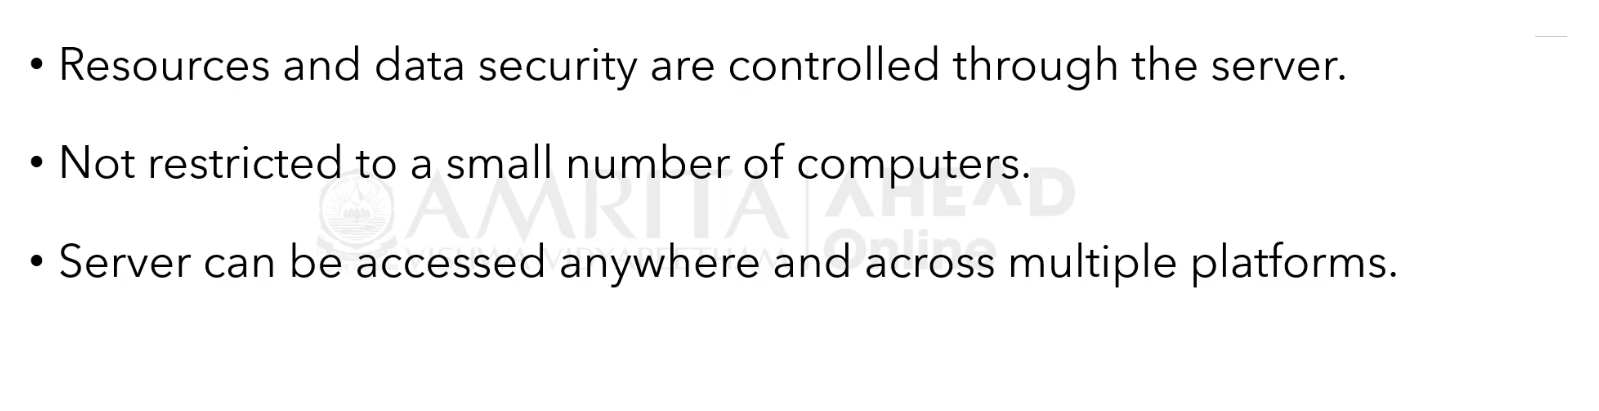 • Resources and data security are controlled through the server.
• Not restricted to a small number of computers.
AMRITA AHEAD
VISHWA VIDYAPEETHAM Online
• Server can be accessed anywhere and across multiple platforms.